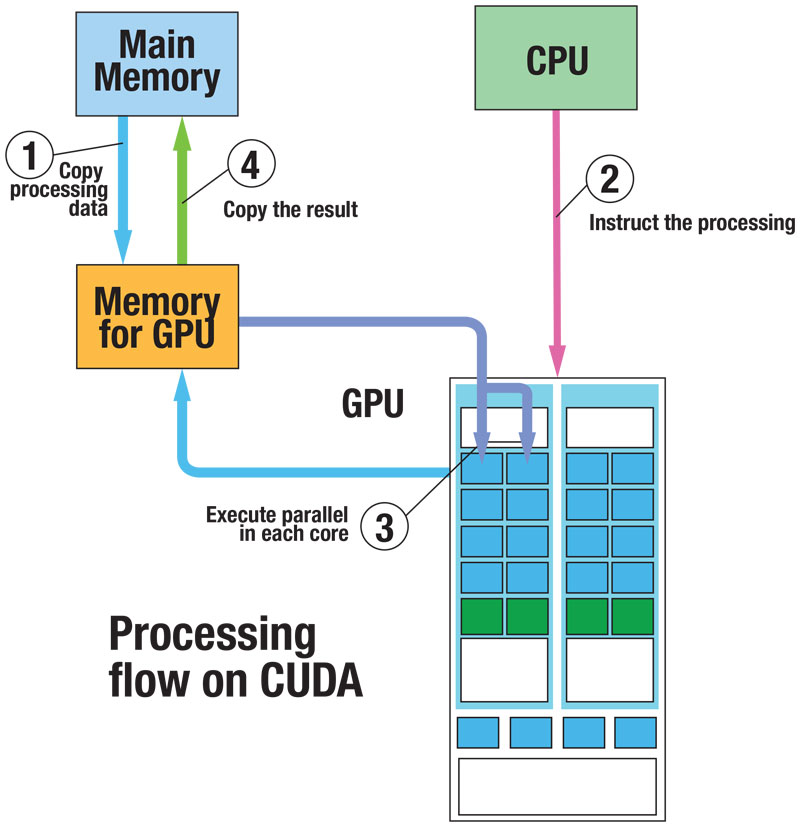 Main
Memory
CPU
1
Copy
processing
data
4
Copy the result
2
Instruct the processing
Memory
for GPU
GPU
Execute parallel
in each core
3
Processing
flow on CUDA